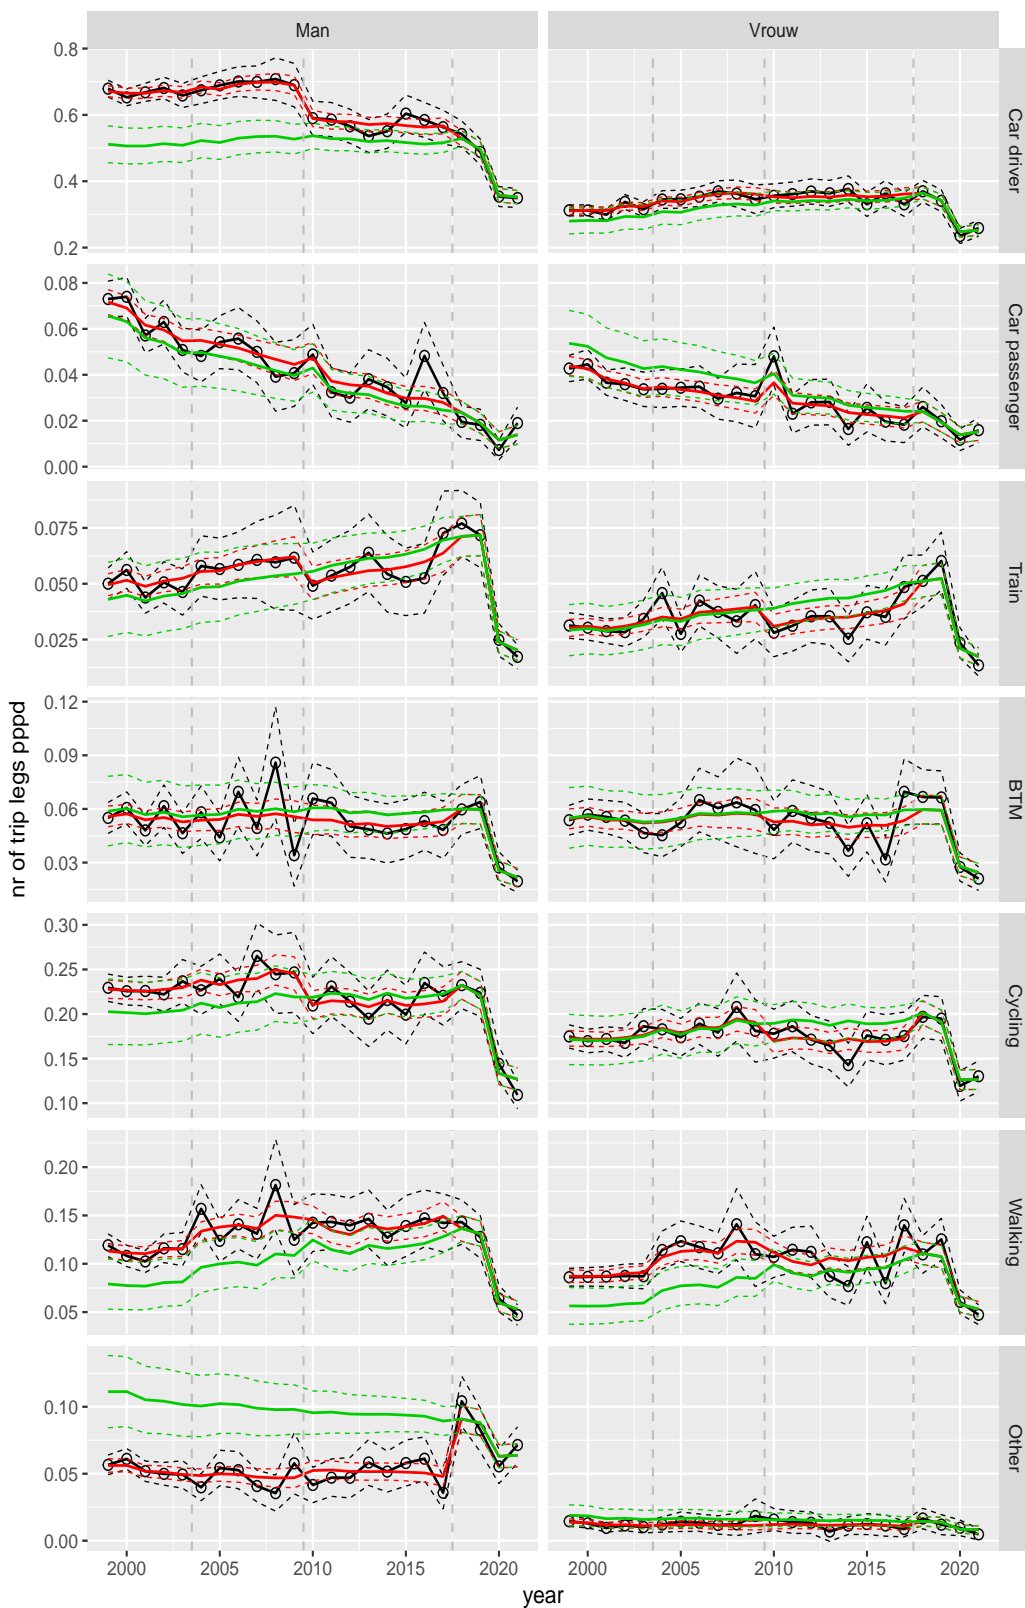 Man Vrouw
0.8
0.6
0.4
0.2
Car driver
0.08
0.06
0.04
0.02
0.00
Car passenger
0.075
0.050
0.025
Train
0.12
0.09
0.06
0.03
BTM
0.30
0.25
0.20
0.15
0.10
Cycling
0.20
0.15
0.10
0.05
Walking
0.10
0.05
0.00
Other
nr of trip legs pppd
2000 2005 2010 2015 2020 2000 2005 2010 2015 2020
year